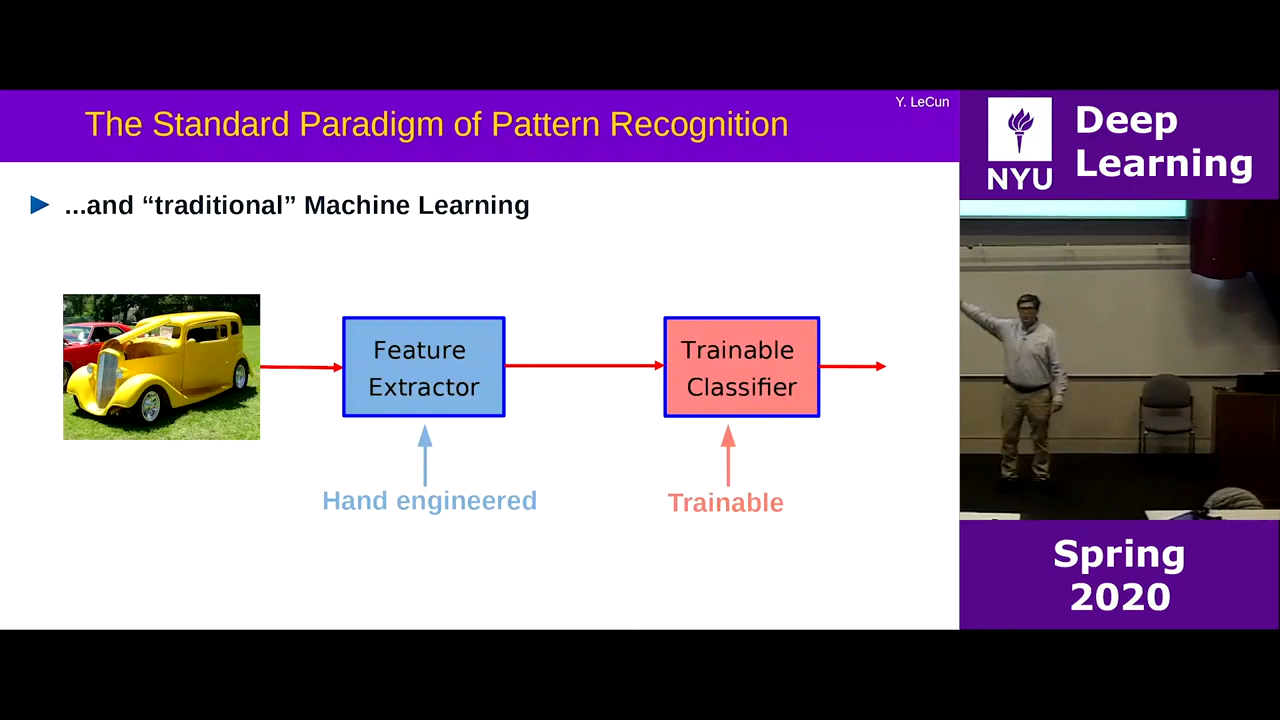 Y. LeCun
The Standard Paradigm of Pattern Recognition
...and “traditional” Machine Learning
Feature
Extractor
Trainable
Classifier
Hand engineered
Trainable
NYU
Deep
Learning
Spring
2020